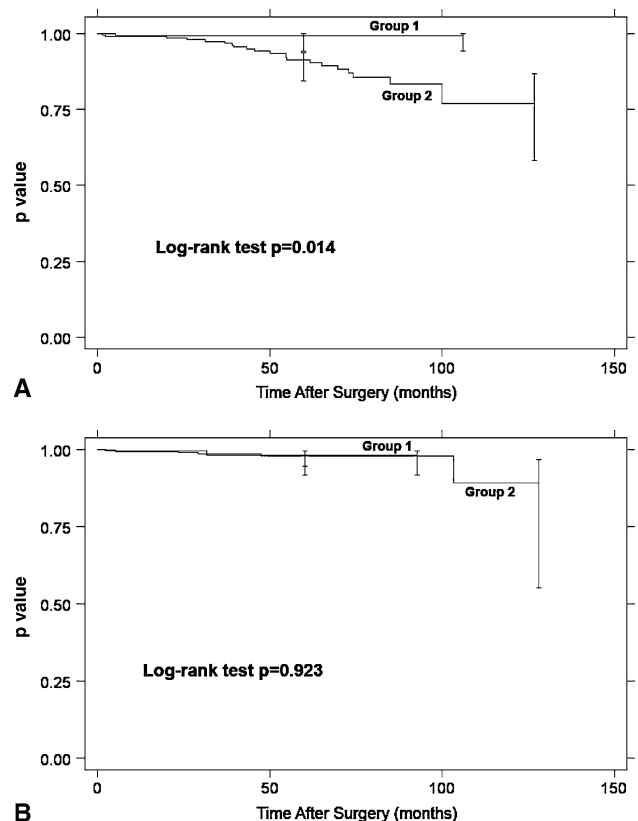 1.00
0.75
0.50
0.25
0.00
p value
Group 1
Group 2
Log-rank test p=0.014
0 50 100 150
Time After Surgery (months)
A
1.00
0.75
0.50
0.25
0.00
p value
Group 1
Group 2
Log-rank test p=0.923
0 50 100 150
Time After Surgery (months)
B